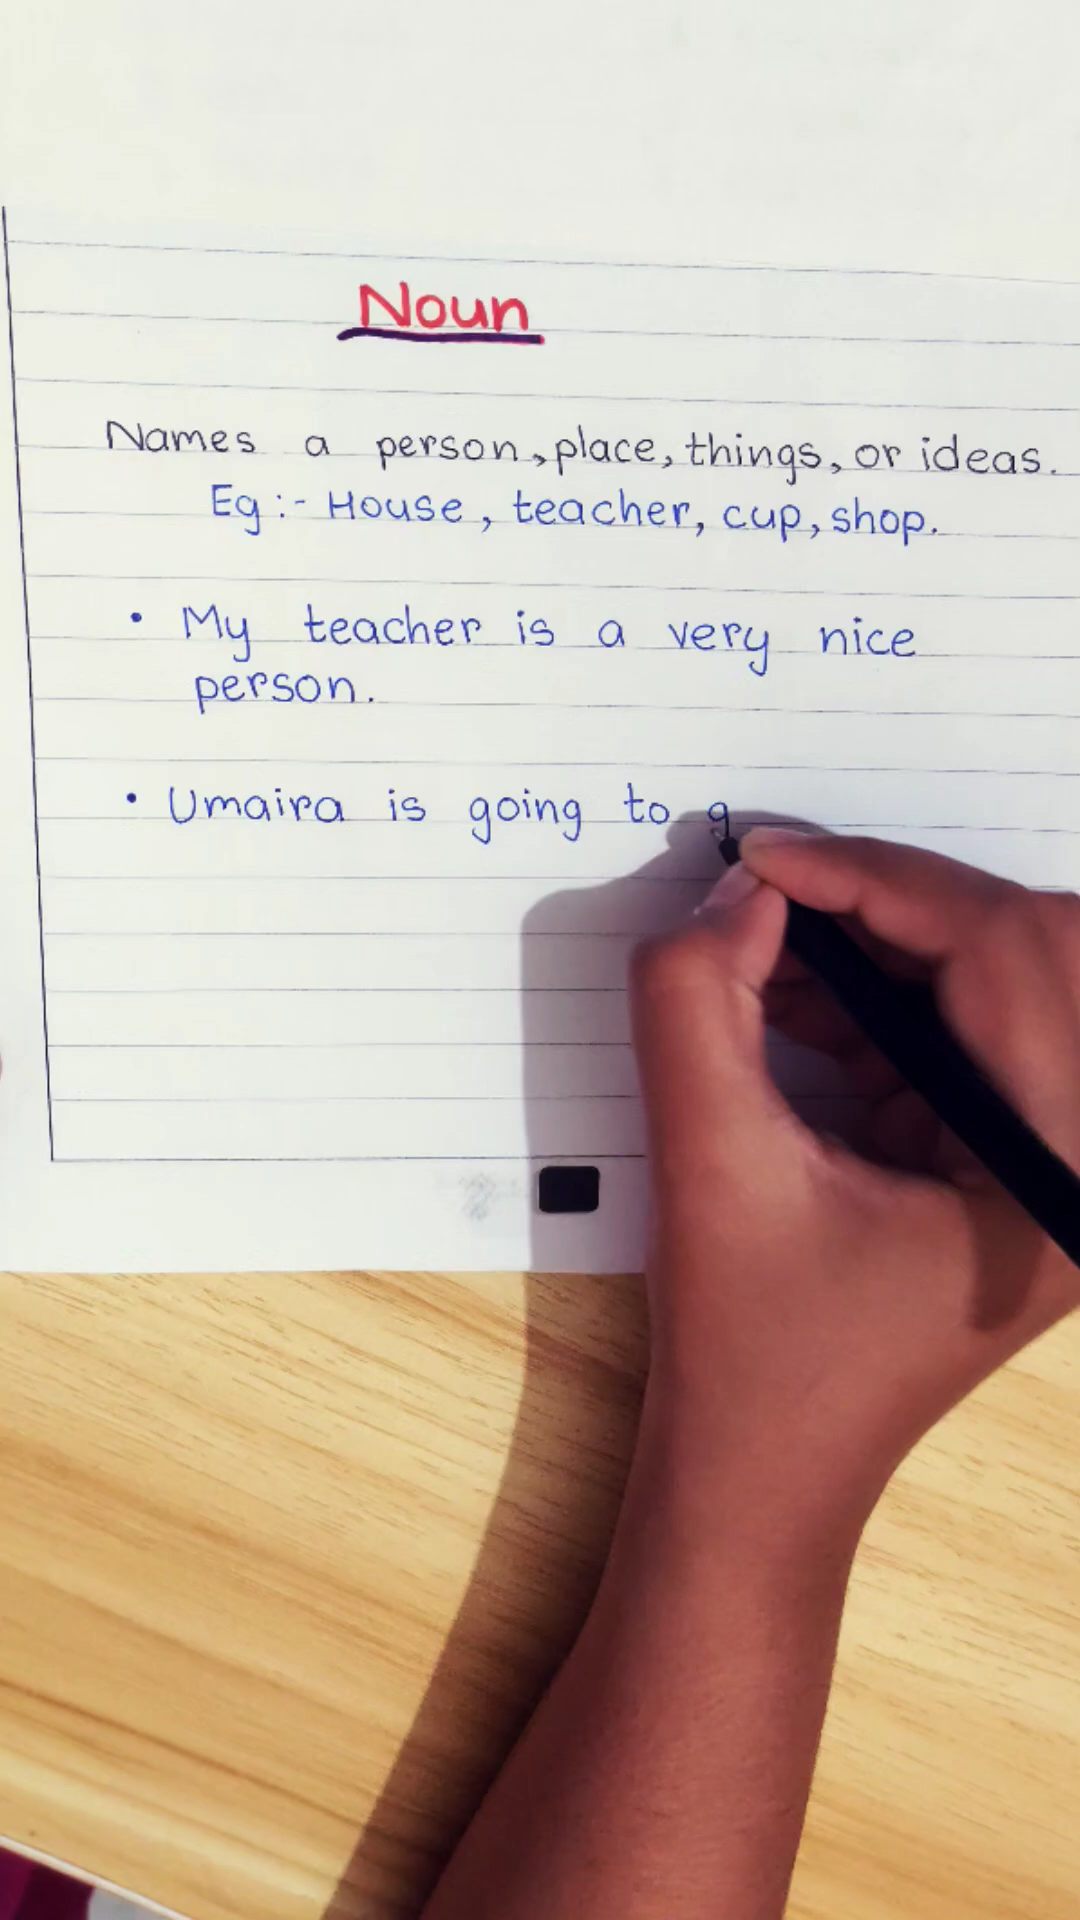 Noun
Names a person, place, things, or ideas.
Eg :- House, teacher, cup, shop.
• My teacher is a very nice
person.
• Umaira is going to